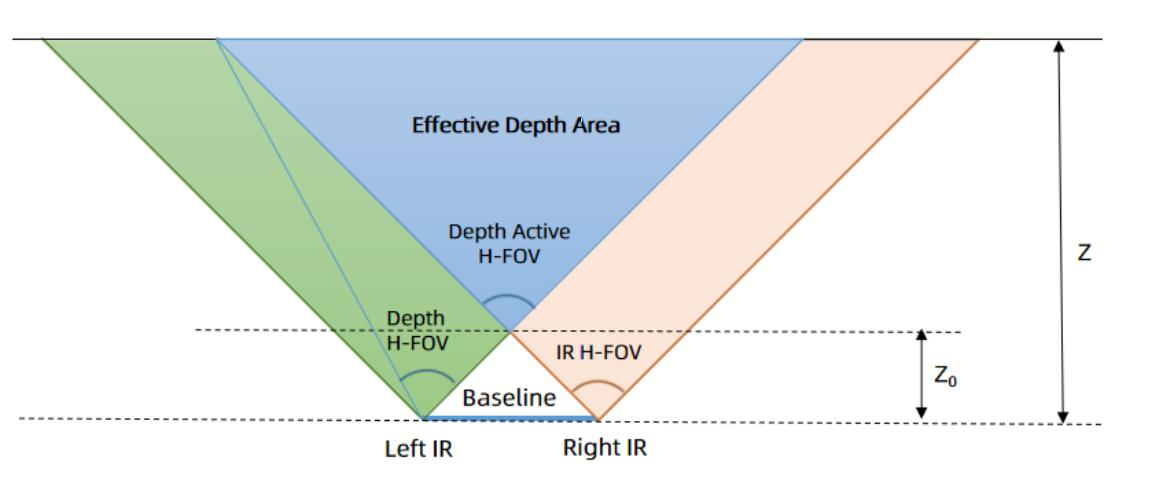 Effective Depth Area
Depth Active
H-FOV
Z
Depth
H-FOV
IR H-FOV
Z₀
Baseline
Left IR
Right IR